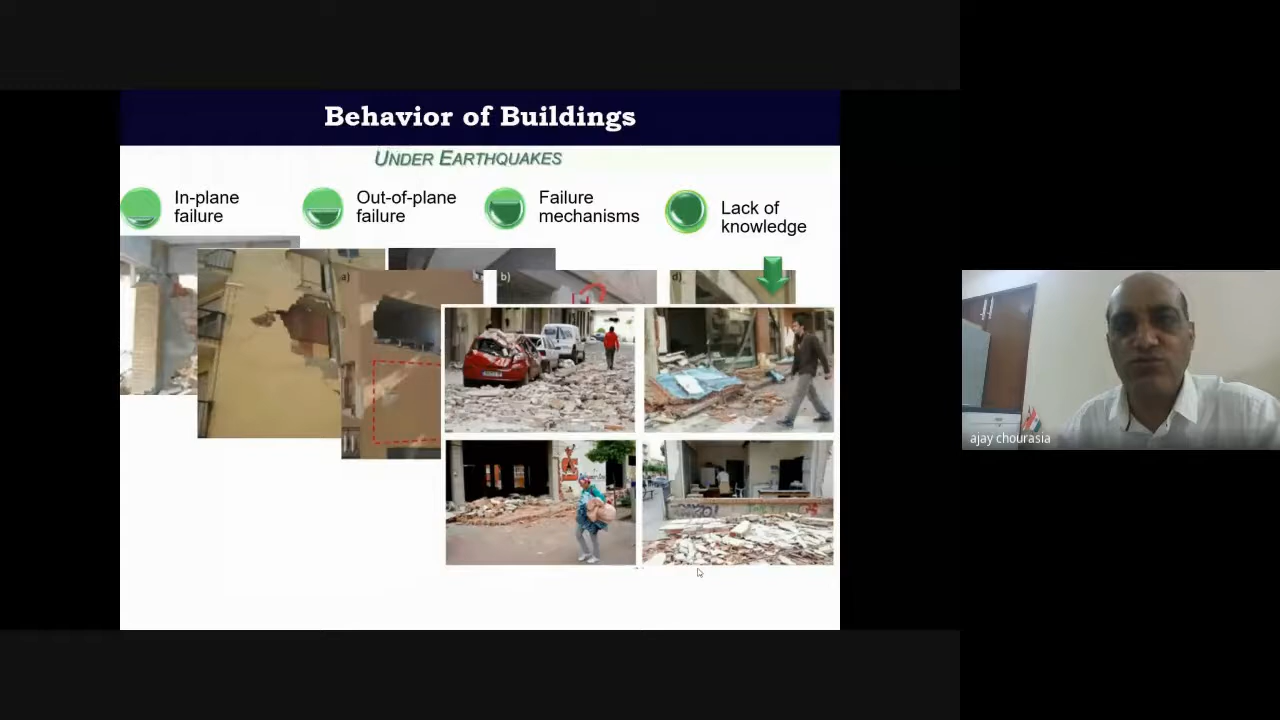 Behavior of Buildings
UNDER EARTHQUAKES
In-plane
failure
Out-of-plane
failure
Failure
mechanisms
Lack of
knowledge
a)
b)
d)
ajay chourasia